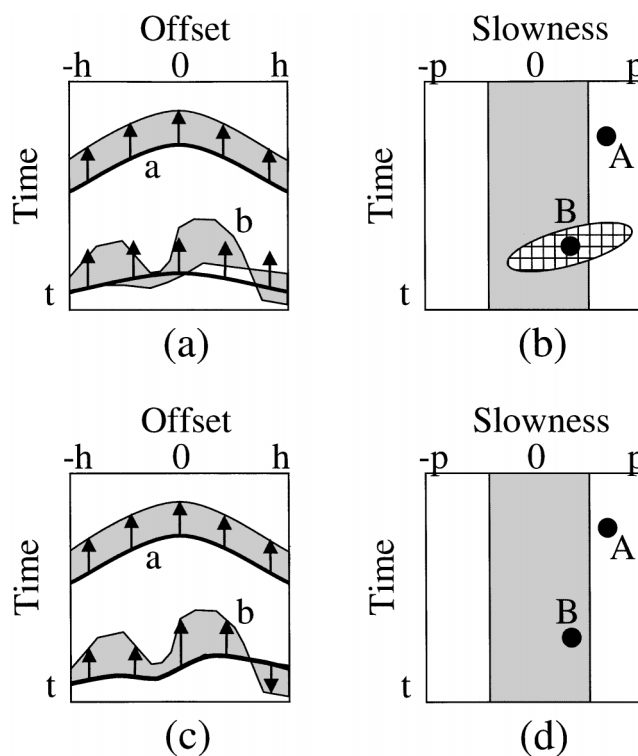 Offset Slowness
-h 0 h -p 0 p
Time Time
a A
b B
t t
(a) (b)
Offset Slowness
-h 0 h -p 0 p
Time Time
a A
b B
t t
(c) (d)